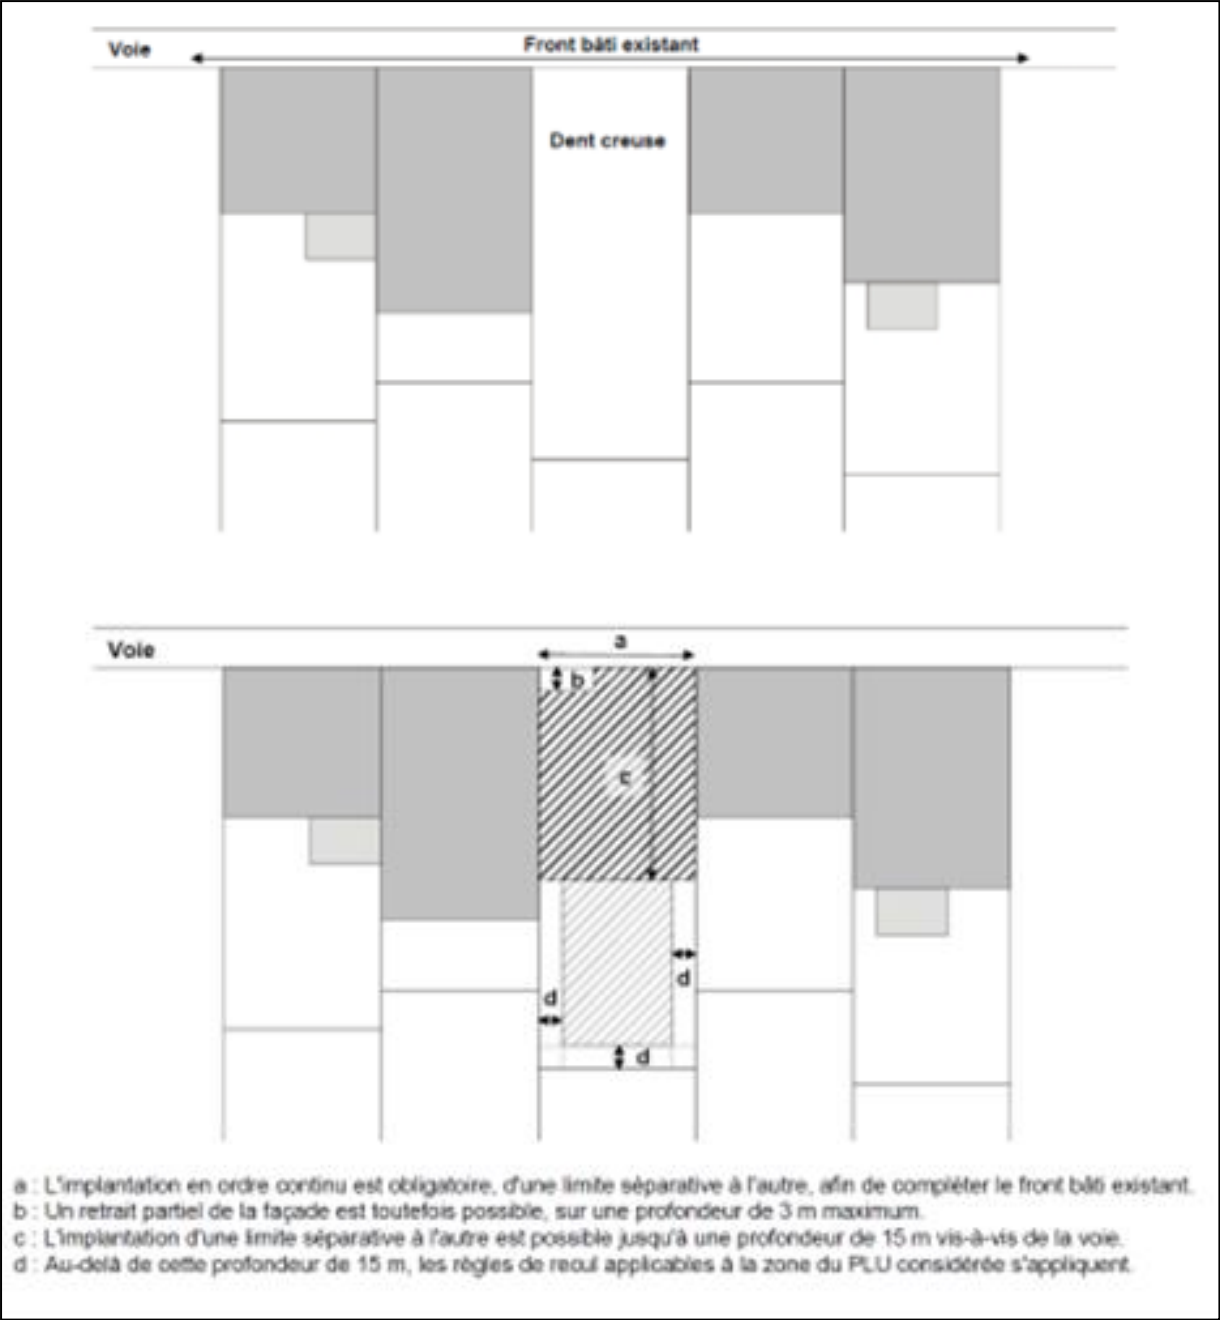 Front bâti existant
Voie
Dent creuse
a
Voie
b
c
d
d
d
a : L'implantation en ordre continu est obligatoire, d'une limite séparative à l'autre, afin de compléter le front bâti existant.
b : Un retrait partiel de la façade est toutefois possible, sur une profondeur de 3 m maximum.
c : L'implantation d'une limite séparative à l'autre est possible jusqu'à une profondeur de 15 m vis-à-vis de la voie.
d : Au-delà de cette profondeur de 15 m, les règles de recul applicables à la zone du PLU considérée s'appliquent.